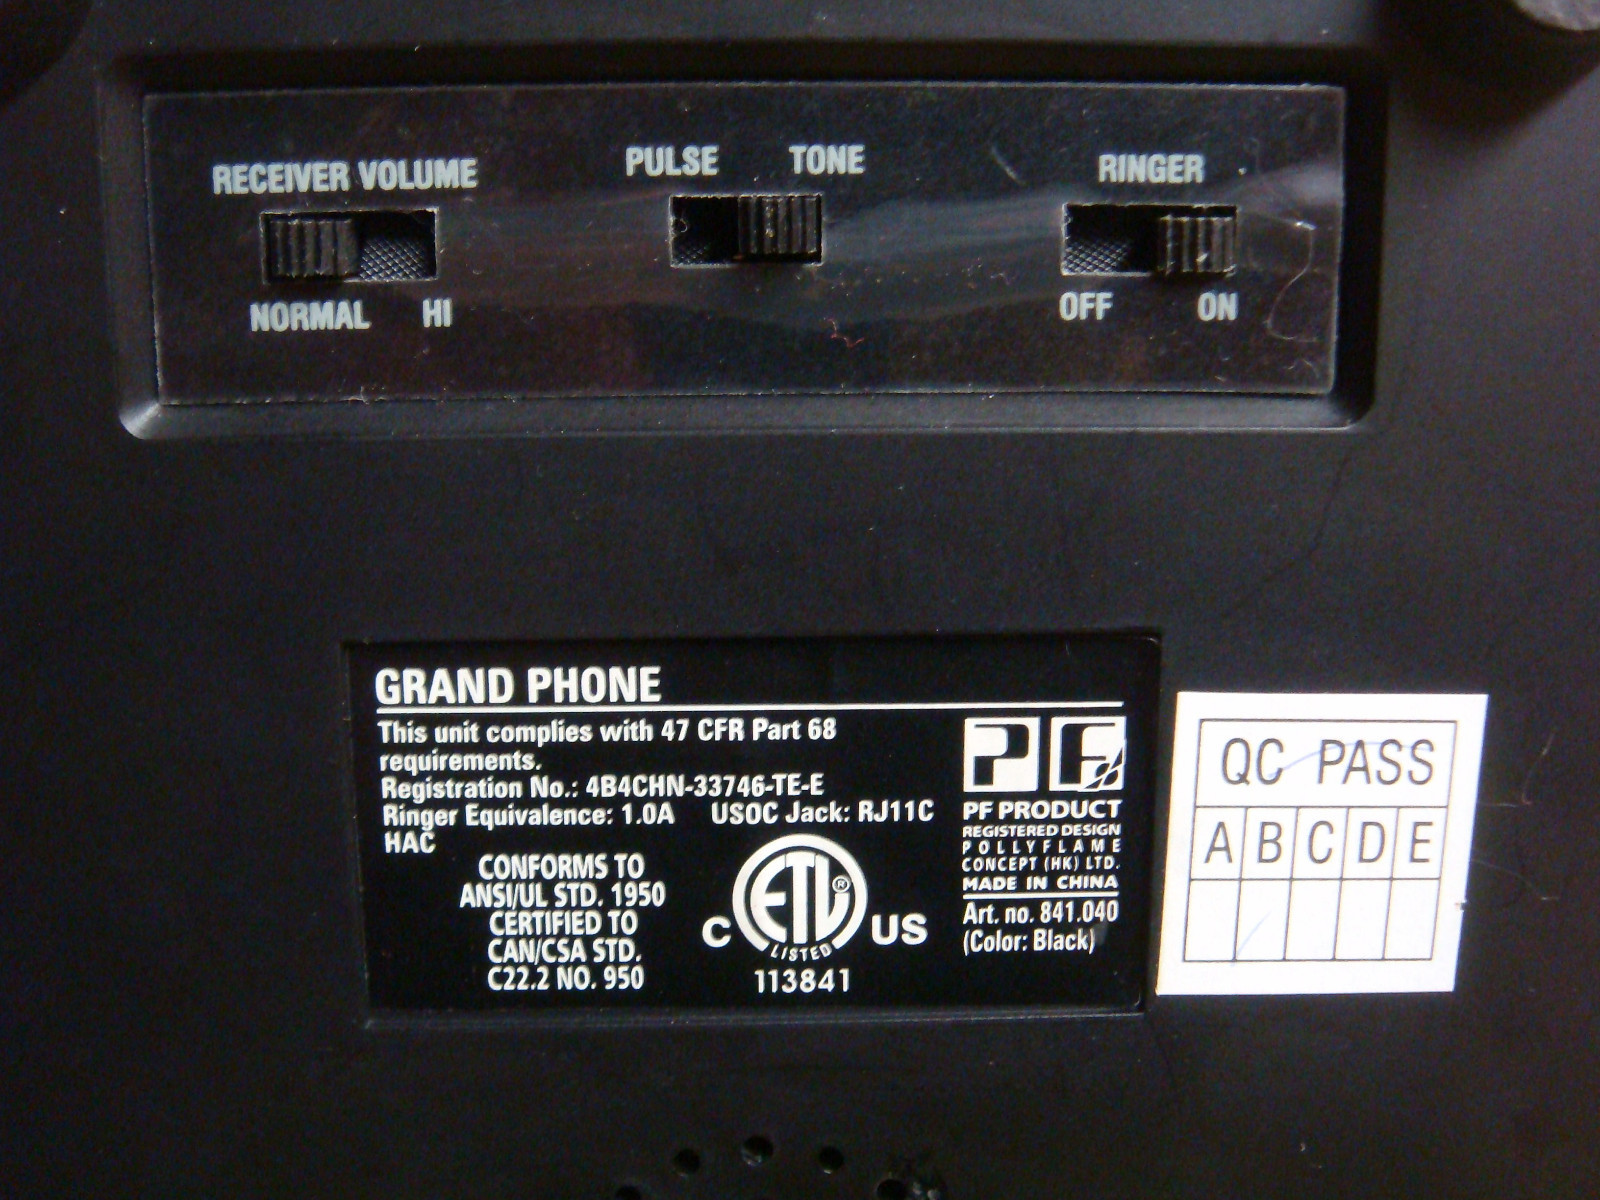 RECEIVER VOLUME
NORMAL HI
PULSE TONE
RINGER
OFF ON
GRAND PHONE
This unit complies with 47 CFR Part 68
requirements.
Registration No.: 4B4CHN-33746-TE-E
Ringer Equivalence: 1.0A USOC Jack: RJ11C
HAC
CONFORMS TO
ANSI/UL STD. 1950
CERTIFIED TO
CAN/CSA STD.
C22.2 NO. 950
C ETL ® US
LISTED
113841
PF
PF PRODUCT
REGISTERED DESIGN
POLLYFLAME
CONCEPT (HK) LTD.
MADE IN CHINA
Art. no. 841.040
(Color: Black)
QC PASS
A B C D E